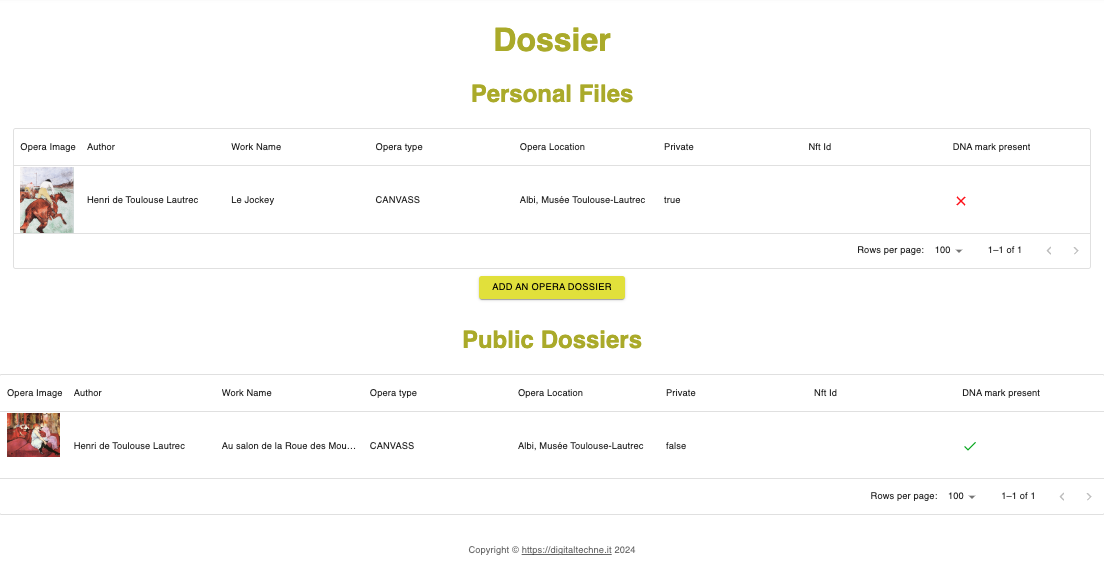 Dossier
Personal Files
Opera Image Author Work Name Opera type Opera Location Private Nft Id DNA mark present
Henri de Toulouse Lautrec Le Jockey CANVASS Albi, Musée Toulouse-Lautrec true
Rows per page: 100 1–1 of 1
ADD AN OPERA DOSSIER
Public Dossiers
Opera Image Author Work Name Opera type Opera Location Private Nft Id DNA mark present
Henri de Toulouse Lautrec Au salon de la Roue des Mou... CANVASS Albi, Musée Toulouse-Lautrec false
Rows per page: 100 1–1 of 1
Copyright © https://digitaltechne.it 2024